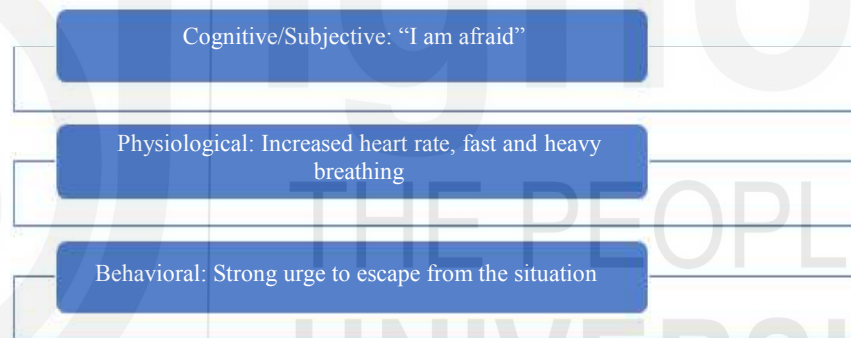 Cognitive/Subjective: “I am afraid”
Physiological: Increased heart rate, fast and heavy
breathing
THE PEOPL
Behavioral: Strong urge to escape from the situation
UNIVERSI